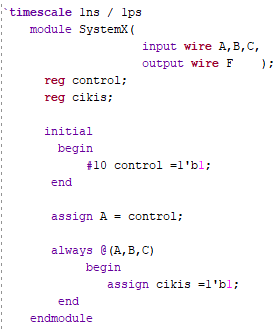 `timescale 1ns / 1ps
module SystemX(
input wire A,B,C,
output wire F );
reg control;
reg cikis;
initial
begin
#10 control =1'b1;
end
assign A = control;
always @(A,B,C)
begin
assign cikis =1'b1;
end
endmodule